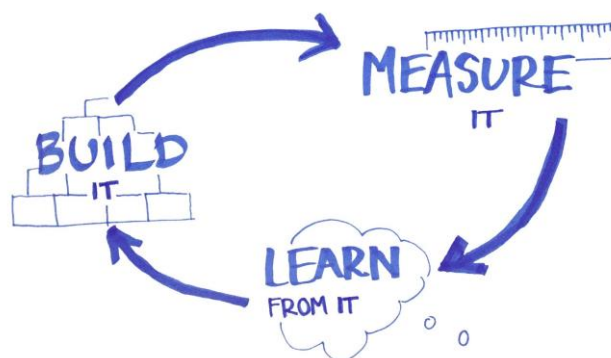 BUILD
IT
MEASURE
IT
LEARN
FROM IT